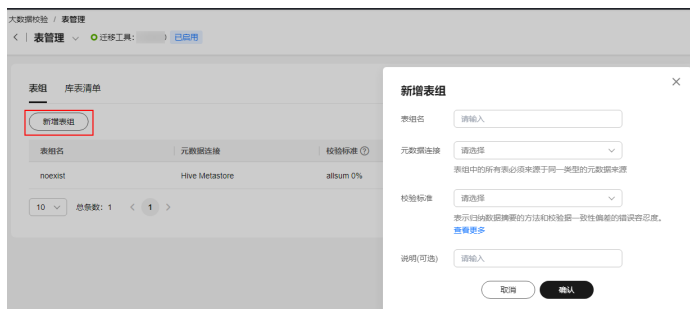 大数据校验 / 表管理
表管理 迁移工具: 已启用
表组 库表清单
新增表组
表组名 元数据连接 校验标准
noexist Hive Metastore allsum 0%
10 总条数: 1 < 1 >
新增表组
表组名 请输入
元数据连接 请选择
表组中的所有表必须来源于同一类型的元数据来源
校验标准 请选择
表示归纳数据摘要的方法和校验据一致性偏差的错误容忍度。
查看更多
说明(可选) 请输入
取消 确认